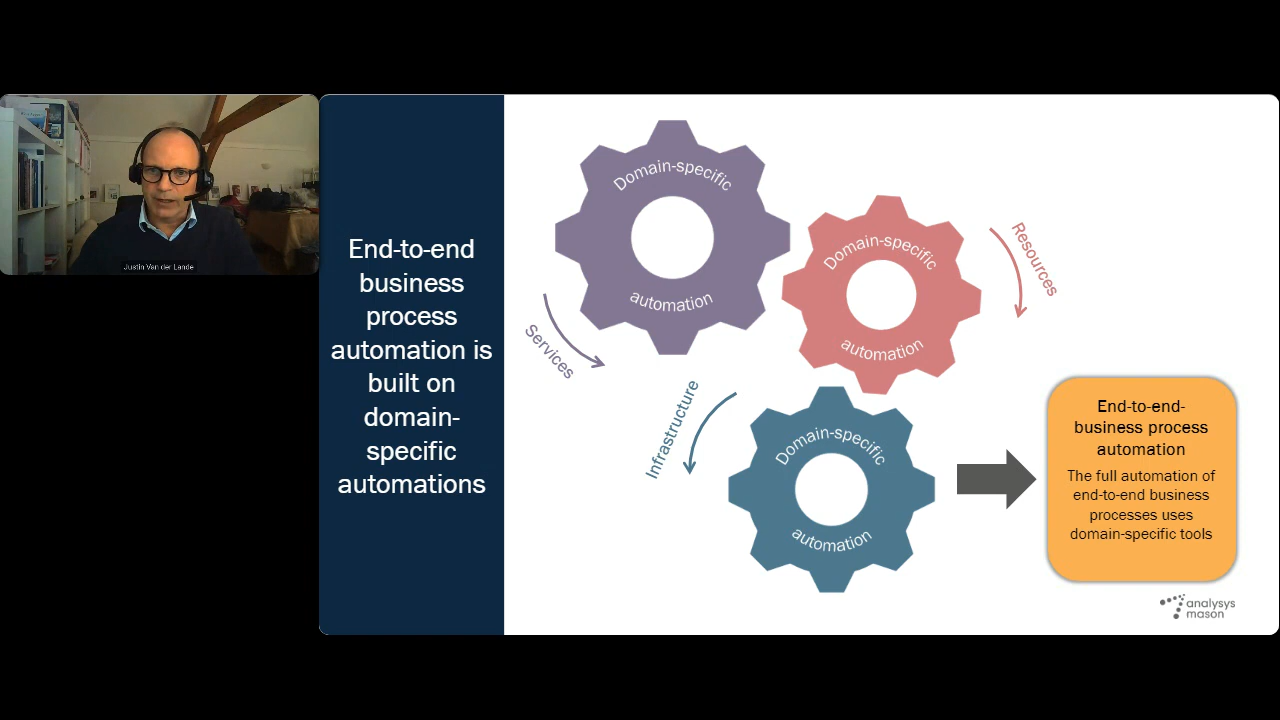 Justin Van der Lande
End-to-end
business
process
automation is
built on
domain-
specific
automations
Domain-specific
automation
Services
Domain-specific
automation
Resources
Infrastructure
Domain-specific
automation
End-to-end-
business process
automation
The full automation of
end-to-end business
processes uses
domain-specific tools
analysys
mason